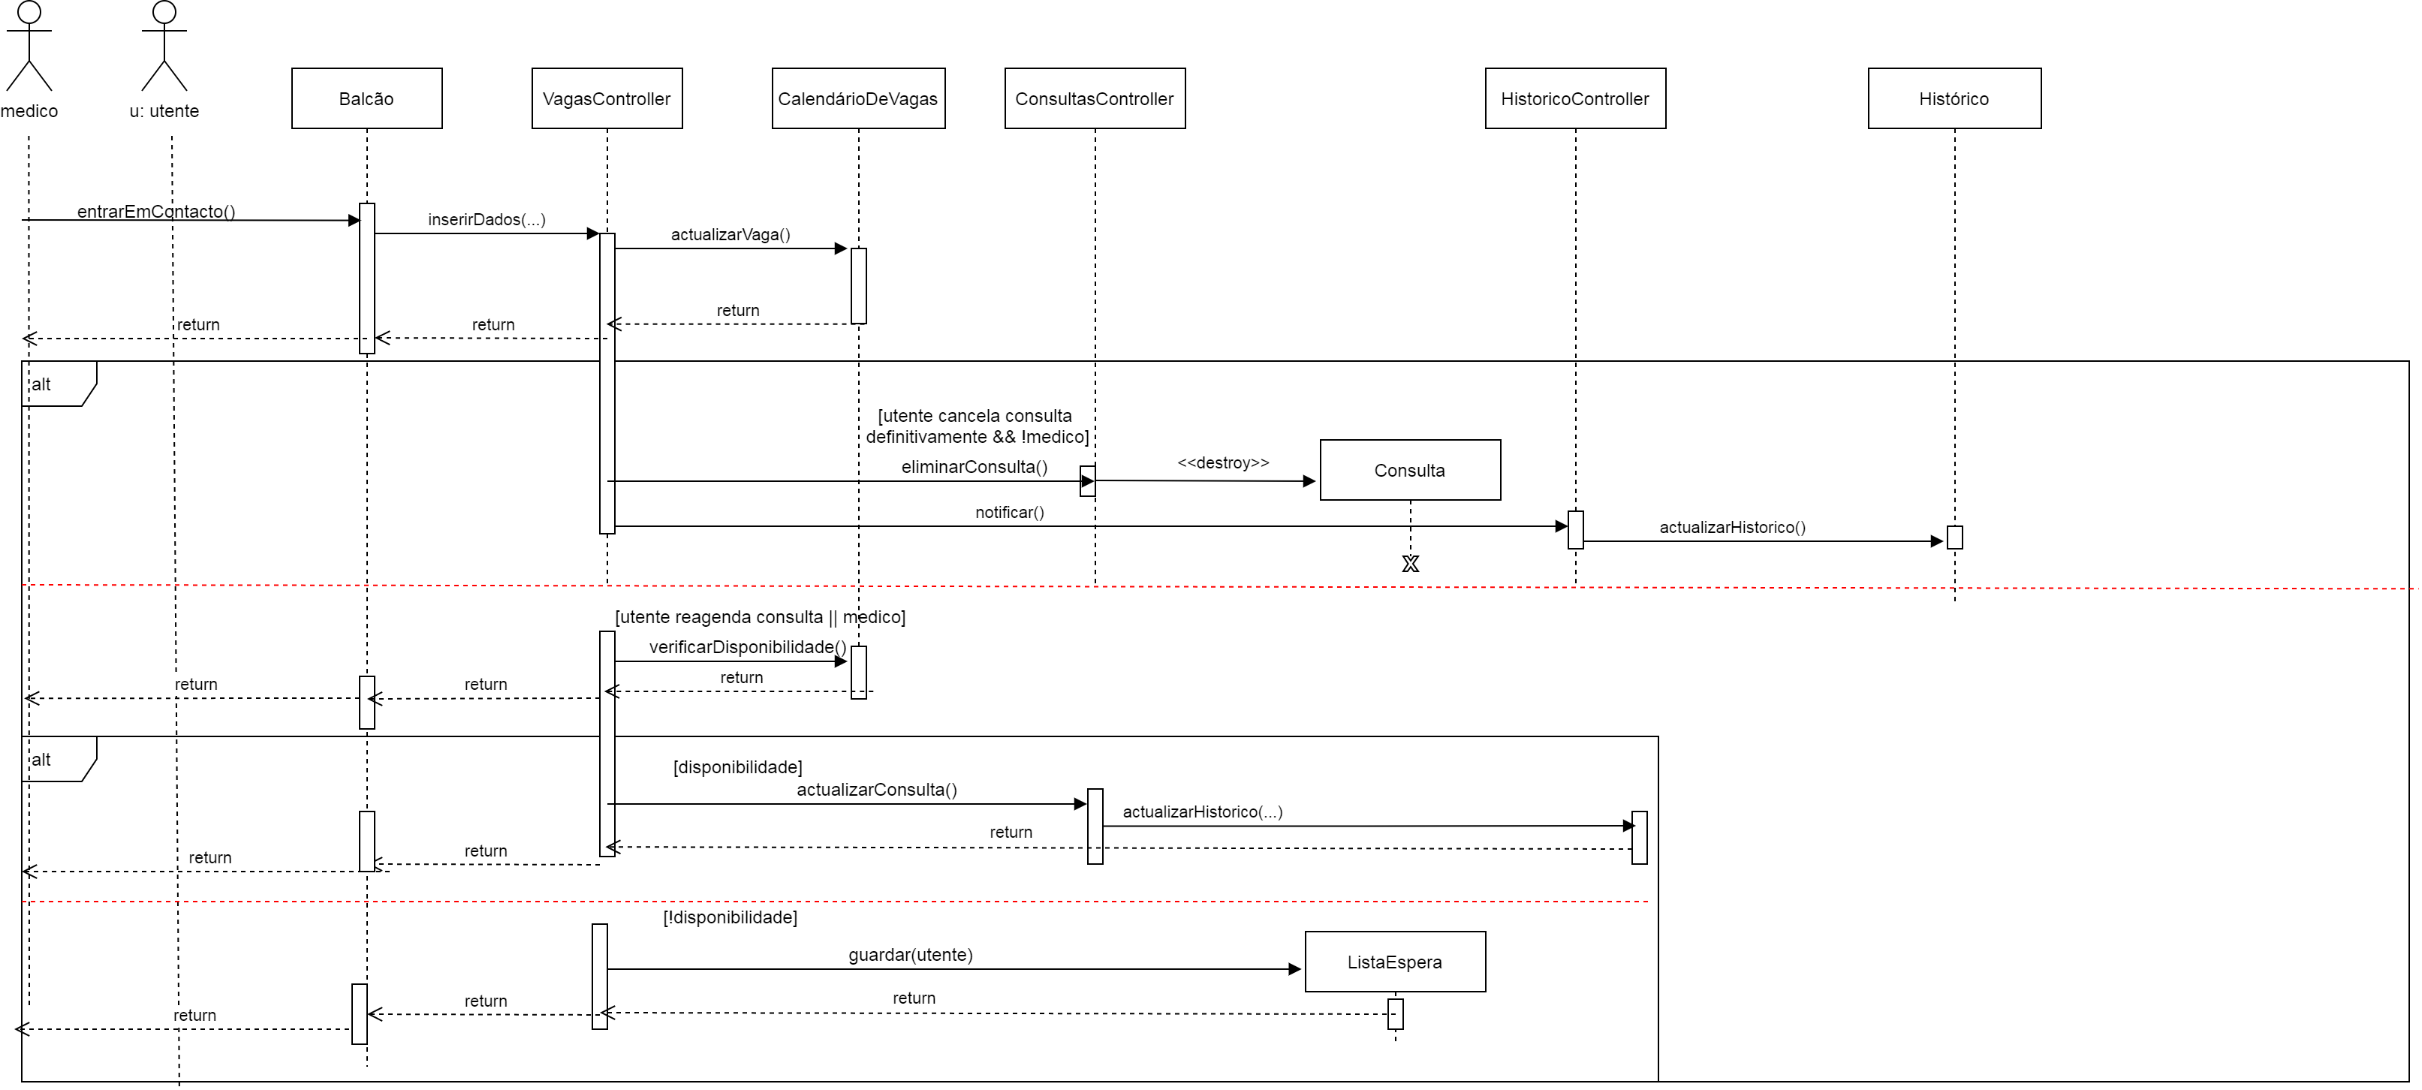 medico
u: utente
Balcão
VagasController
CalendárioDeVagas
ConsultasController
HistoricoController
Histórico
entrarEmContacto()
inserirDados(...)
actualizarVaga()
return
return
return
alt
[utente cancela consulta
definitivamente && !medico]
eliminarConsulta()
<<destroy>>
Consulta
notificar()
actualizarHistorico()
X
[utente reagenda consulta || medico]
verificarDisponibilidade()
return
return
return
alt
[disponibilidade]
actualizarConsulta()
actualizarHistorico(...)
return
return
return
[!disponibilidade]
guardar(utente)
ListaEspera
return
return
return